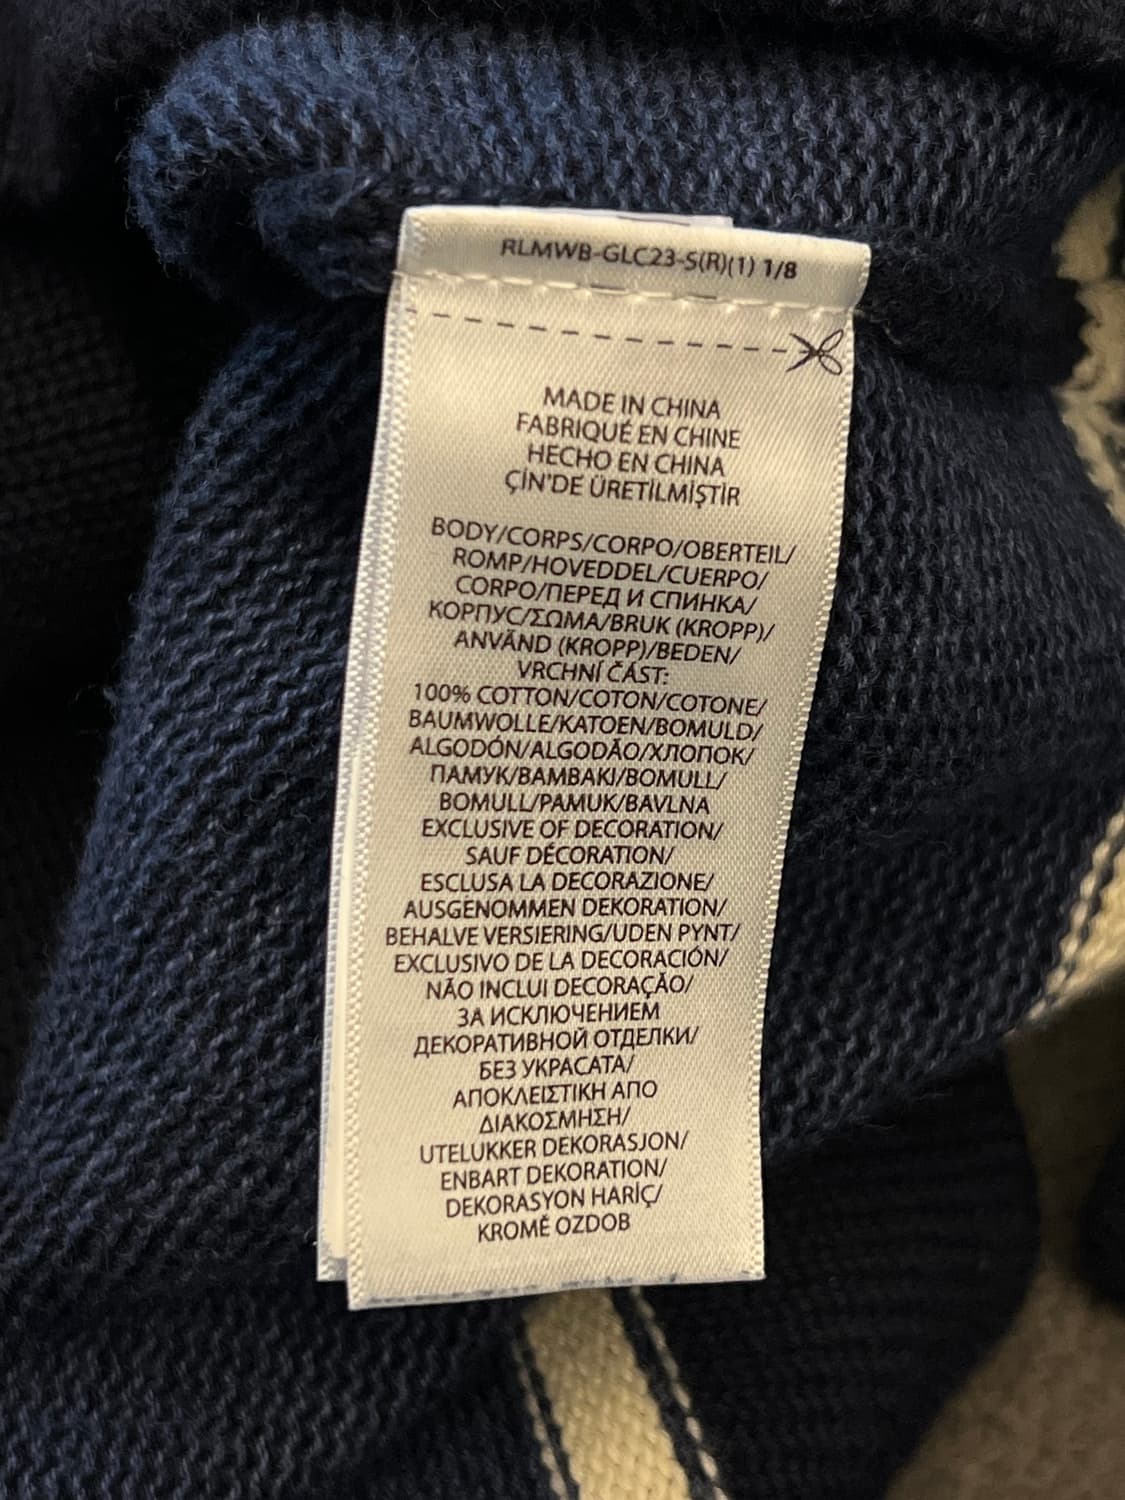 RLMWB-GLC23-S(R)(1) 1/8
MADE IN CHINA
FABRIQUÉ EN CHINE
HECHO EN CHINA
ÇİN'DE ÜRETİLMİŞTİR
BODY/CORPS/CORPO/OBERTEIL/
ROMP/HOVEDDEL/CUERPO/
CORPO/ПЕРЕД И СПИНКА/
КОРПУС/ΣΩΜΑ/BRUK (KROPP)/
ANVÄND (KROPP)/BEDEN/
VRCHNÍ ČÁST:
100% COTTON/COTON/COTONE/
BAUMWOLLE/KATOEN/BOMULD/
ALGODÓN/ALGODÃO/ХЛОПОК/
ПАМУК/ΒΑΜΒΑΚΙ/BOMULL/
BOMULL/PAMUK/BAVLNA
EXCLUSIVE OF DECORATION/
SAUF DÉCORATION/
ESCLUSA LA DECORAZIONE/
AUSGENOMMEN DEKORATION/
BEHALVE VERSIERING/UDEN PYNT/
EXCLUSIVO DE LA DECORACIÓN/
NÃO INCLUI DECORAÇÃO/
ЗА ИСКЛЮЧЕНИЕМ
ДЕКОРАТИВНОЙ ОТДЕЛКИ/
БЕЗ УКРАСАТА/
ΑΠΟΚΛΕΙΣΤΙΚΗ ΑΠΟ
ΔΙΑΚΟΣΜΗΣΗ/
UTELUKKER DEKORASJON/
ENBART DEKORATION/
DEKORASYON HARİÇ/
KROMĚ OZDOB